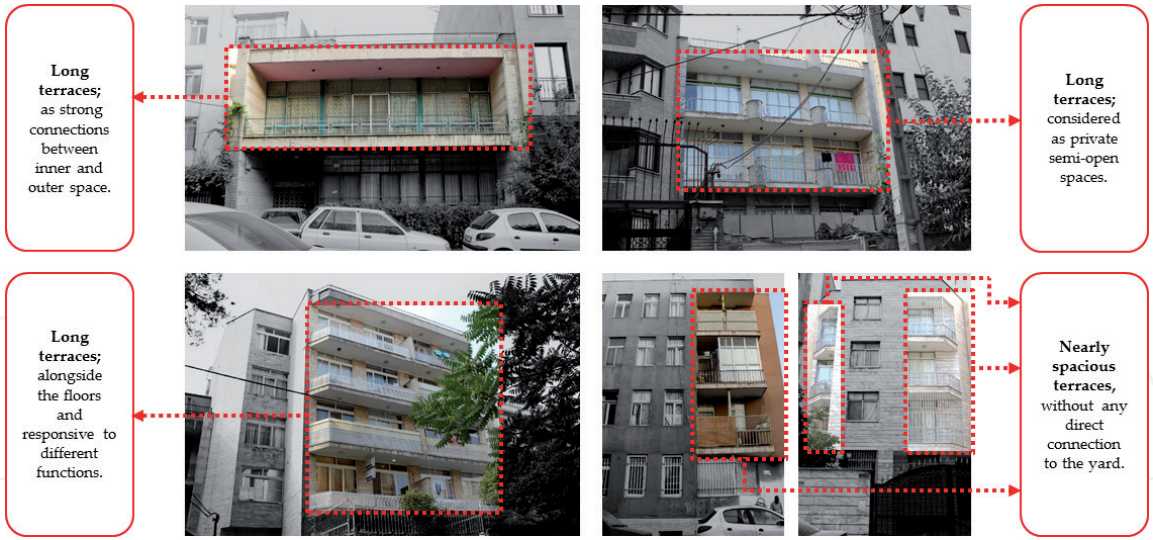 Long
terraces;
as strong
connections
between
inner and
outer space.
Long
terraces;
considered
as private
semi-open
spaces.
Long
terraces;
alongside
the floors
and
responsive to
different
functions.
Nearly
spacious
terraces,
without any
direct
connection
to the yard.